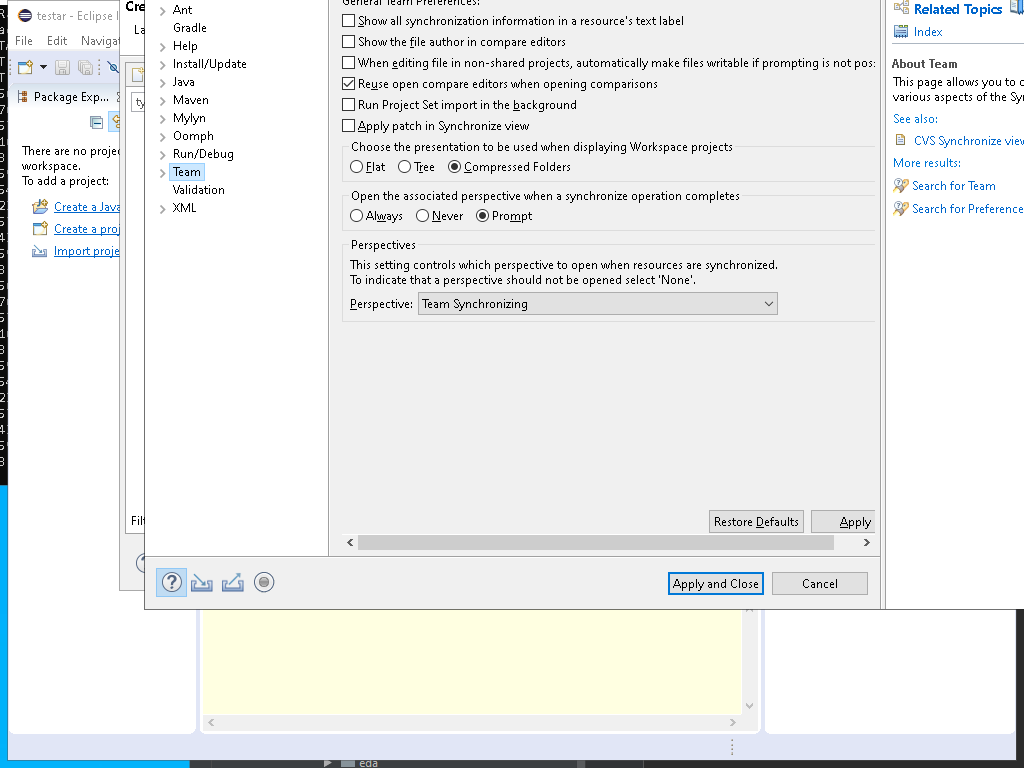 testar - Eclipse I
File Edit Naviga
Package Exp...
There are no proje
workspace.
To add a project:
Create a Java
Create a proj
Import proje
Cre
La
ty
Filt
Ant
Gradle
Help
Install/Update
Java
Maven
Mylyn
Oomph
Run/Debug
Team
Validation
XML
General Team Preferences:
Show all synchronization information in a resource's text label
Show the file author in compare editors
When editing file in non-shared projects, automatically make files writable if prompting is not pos:
Reuse open compare editors when opening comparisons
Run Project Set import in the background
Apply patch in Synchronize view
Choose the presentation to be used when displaying Workspace projects
Flat Tree Compressed Folders
Open the associated perspective when a synchronize operation completes
Always Never Prompt
Perspectives
This setting controls which perspective to open when resources are synchronized.
To indicate that a perspective should not be opened select 'None'.
Perspective: Team Synchronizing
Restore Defaults Apply
Apply and Close Cancel
Related Topics
Index
About Team
This page allows you to c
various aspects of the Syn
See also:
CVS Synchronize view
More results:
Search for Team
Search for Preference
eda